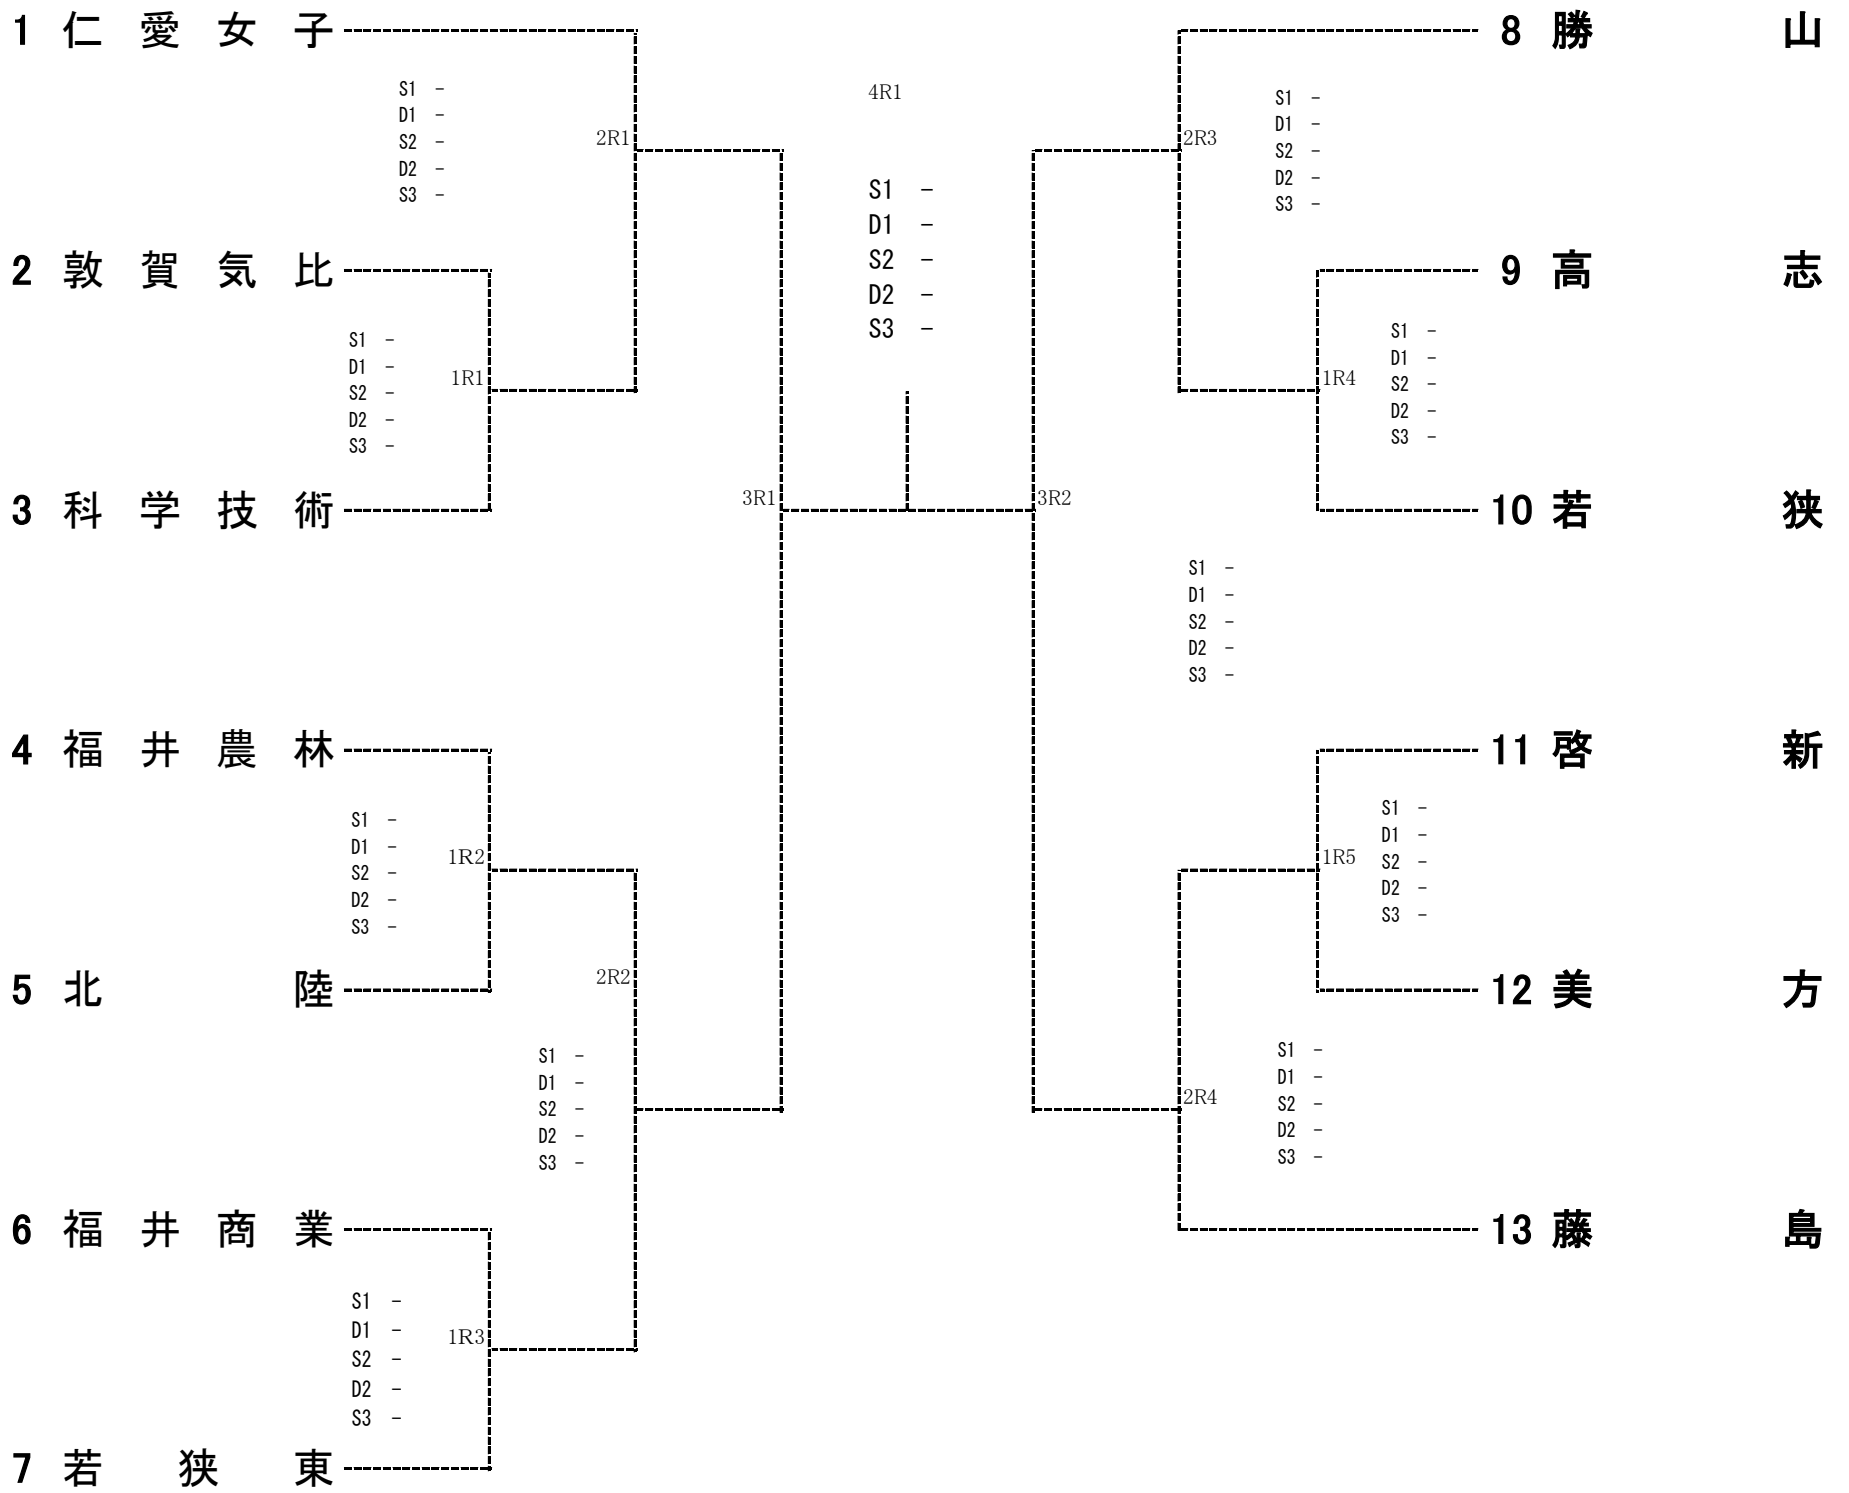 1 仁愛女子
S1 -
D1 -
S2 -
D2 -
S3 -
2R1
2 敦賀気比
S1 -
D1 -
S2 -
D2 -
S3 -
1R1
3 科学技術
3R1
4 福井農林
S1 -
D1 -
S2 -
D2 -
S3 -
1R2
5 北陸
2R2
S1 -
D1 -
S2 -
D2 -
S3 -
6 福井商業
S1 -
D1 -
S2 -
D2 -
S3 -
1R3
7 若狭東
4R1
S1 -
D1 -
S2 -
D2 -
S3 -
8 勝山
2R3
S1 -
D1 -
S2 -
D2 -
S3 -
9 高志
1R4
S1 -
D1 -
S2 -
D2 -
S3 -
10 若狭
3R2
S1 -
D1 -
S2 -
D2 -
S3 -
11 啓新
1R5
S1 -
D1 -
S2 -
D2 -
S3 -
12 美方
2R4
S1 -
D1 -
S2 -
D2 -
S3 -
13 藤島